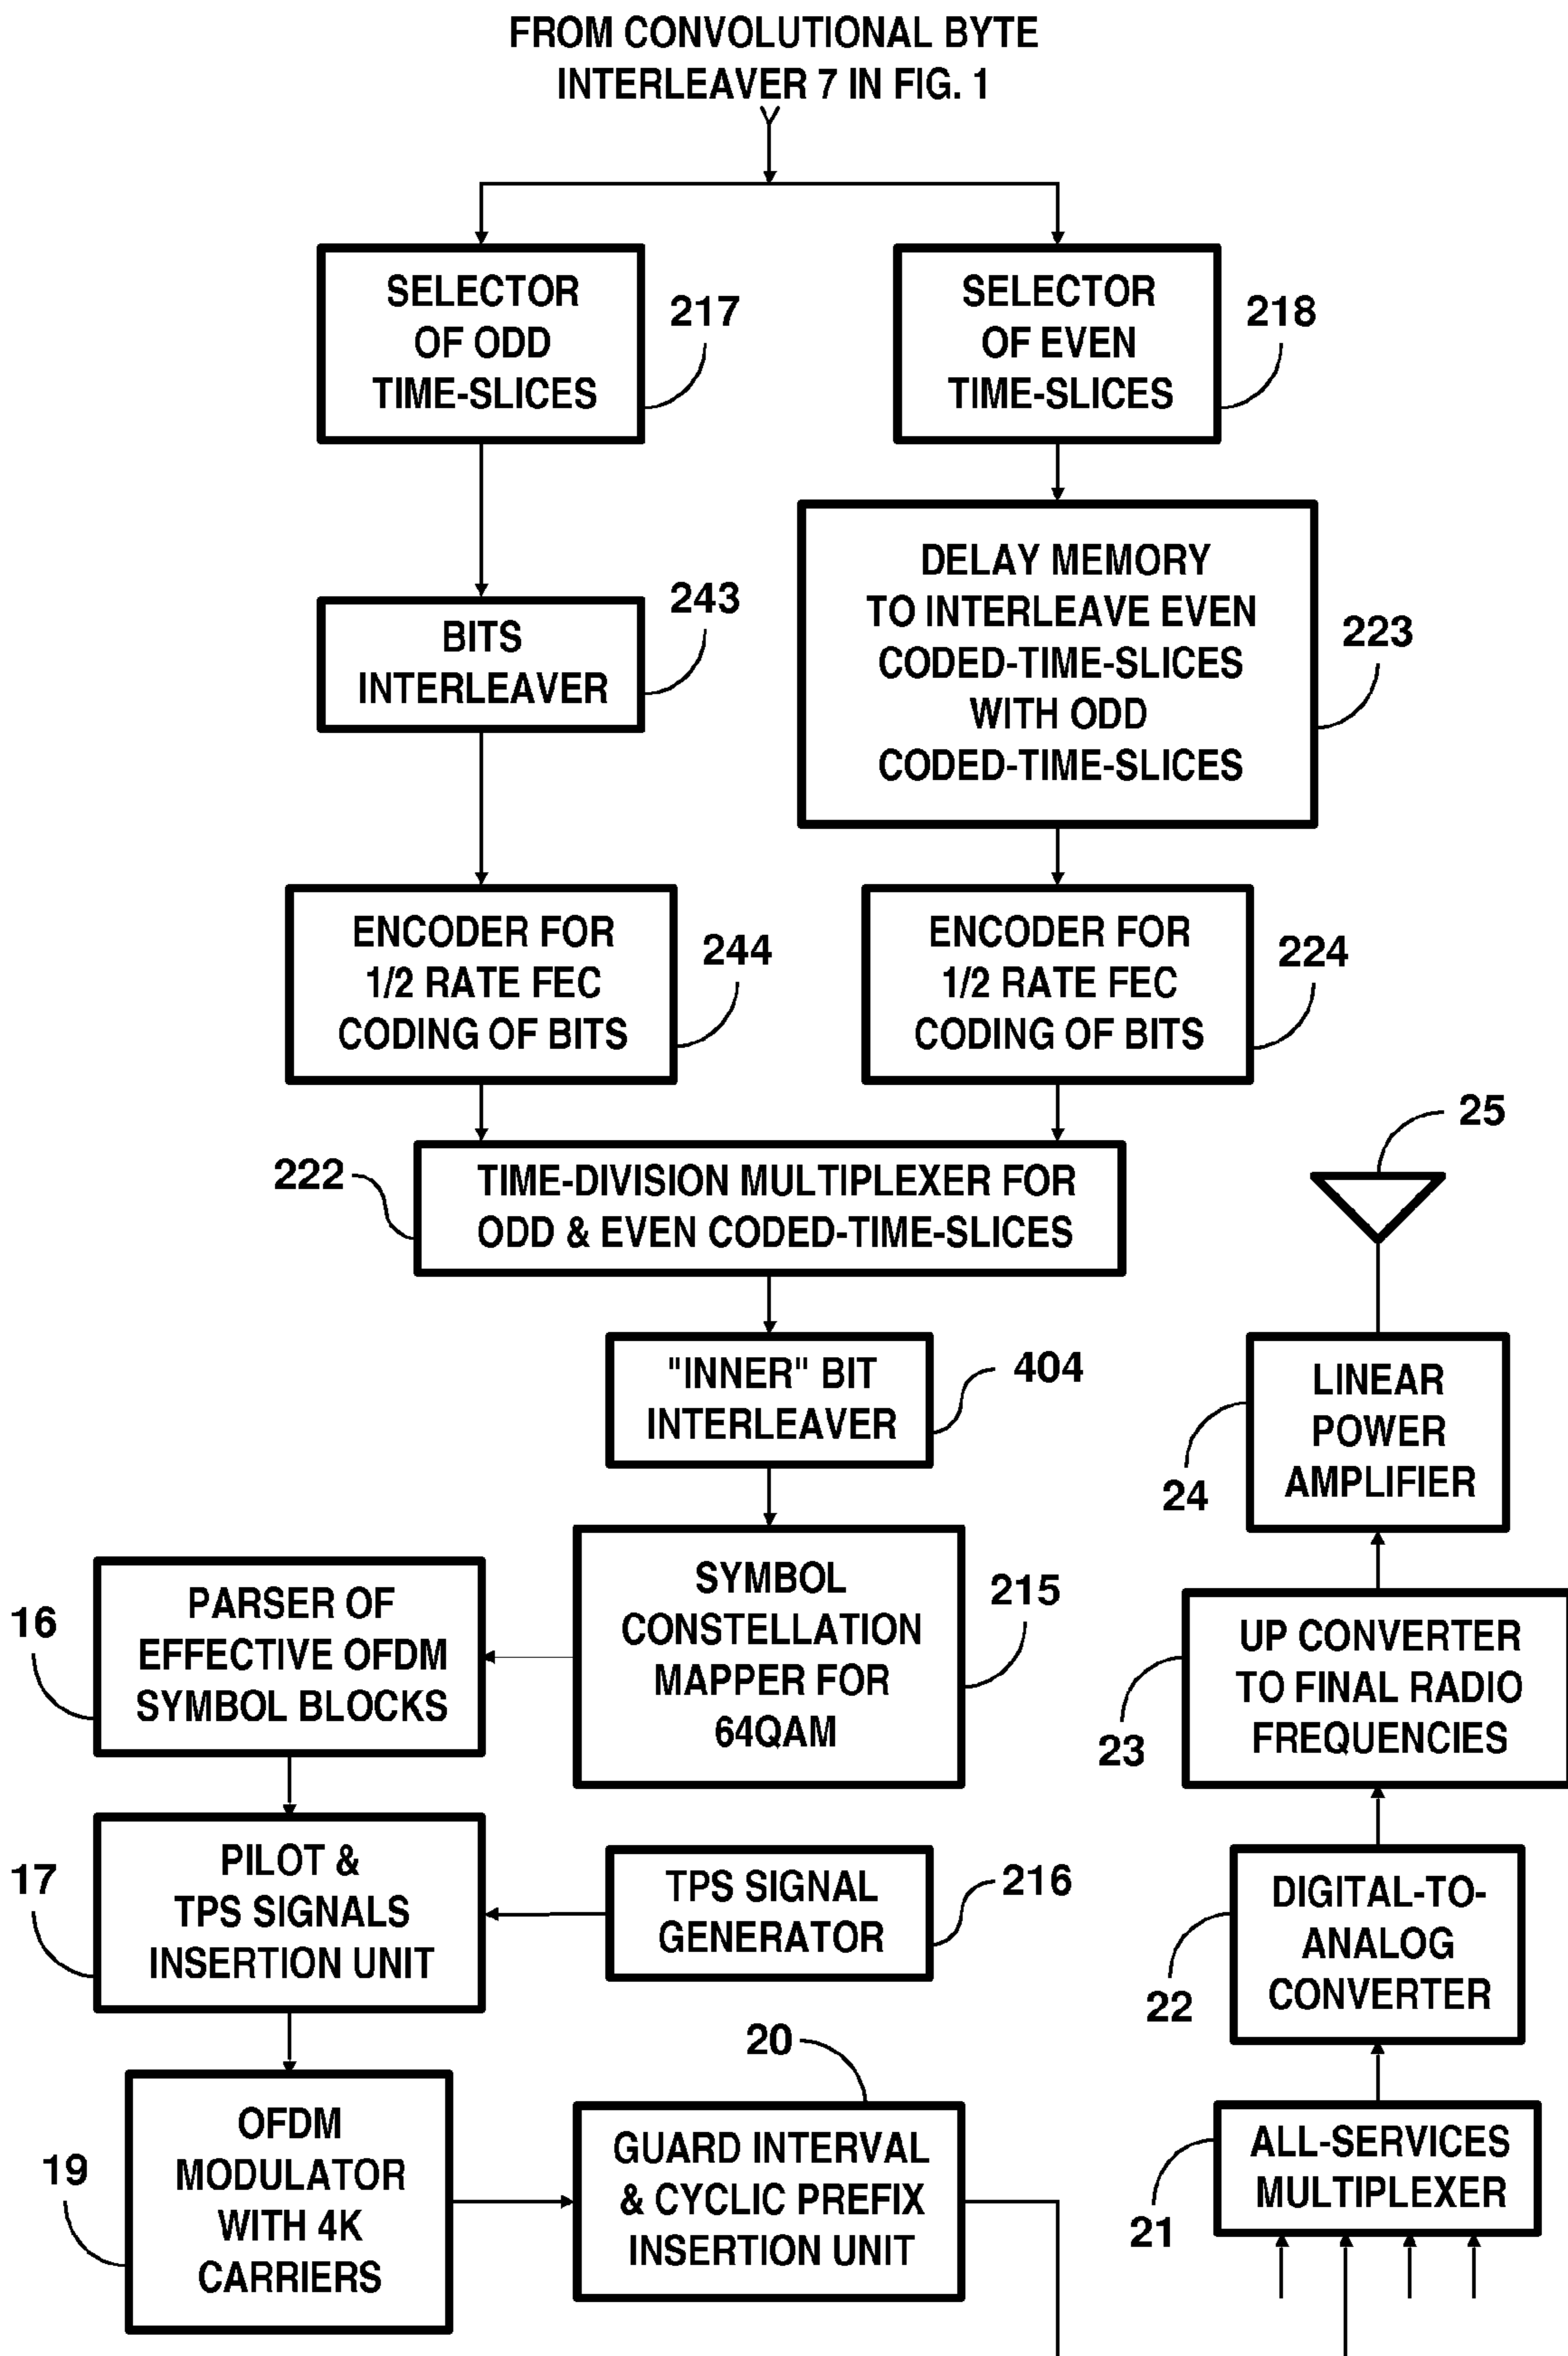 FROM CONVOLUTIONAL BYTE
INTERLEAVER 7 IN FIG. 1
SELECTOR
OF ODD
TIME-SLICES
217
SELECTOR
OF EVEN
TIME-SLICES
218
BITS
INTERLEAVER
243
DELAY MEMORY
TO INTERLEAVE EVEN
CODED-TIME-SLICES
WITH ODD
CODED-TIME-SLICES
223
ENCODER FOR
1/2 RATE FEC
CODING OF BITS
244
ENCODER FOR
1/2 RATE FEC
CODING OF BITS
224
222
TIME-DIVISION MULTIPLEXER FOR
ODD & EVEN CODED-TIME-SLICES
"INNER" BIT
INTERLEAVER
404
SYMBOL
CONSTELLATION
MAPPER FOR
64QAM
215
16
PARSER OF
EFFECTIVE OFDM
SYMBOL BLOCKS
17
PILOT &
TPS SIGNALS
INSERTION UNIT
TPS SIGNAL
GENERATOR
216
19
OFDM
MODULATOR
WITH 4K
CARRIERS
20
GUARD INTERVAL
& CYCLIC PREFIX
INSERTION UNIT
25
LINEAR
POWER
AMPLIFIER
24
UP CONVERTER
TO FINAL RADIO
FREQUENCIES
23
DIGITAL-TO-
ANALOG
CONVERTER
22
ALL-SERVICES
MULTIPLEXER
21